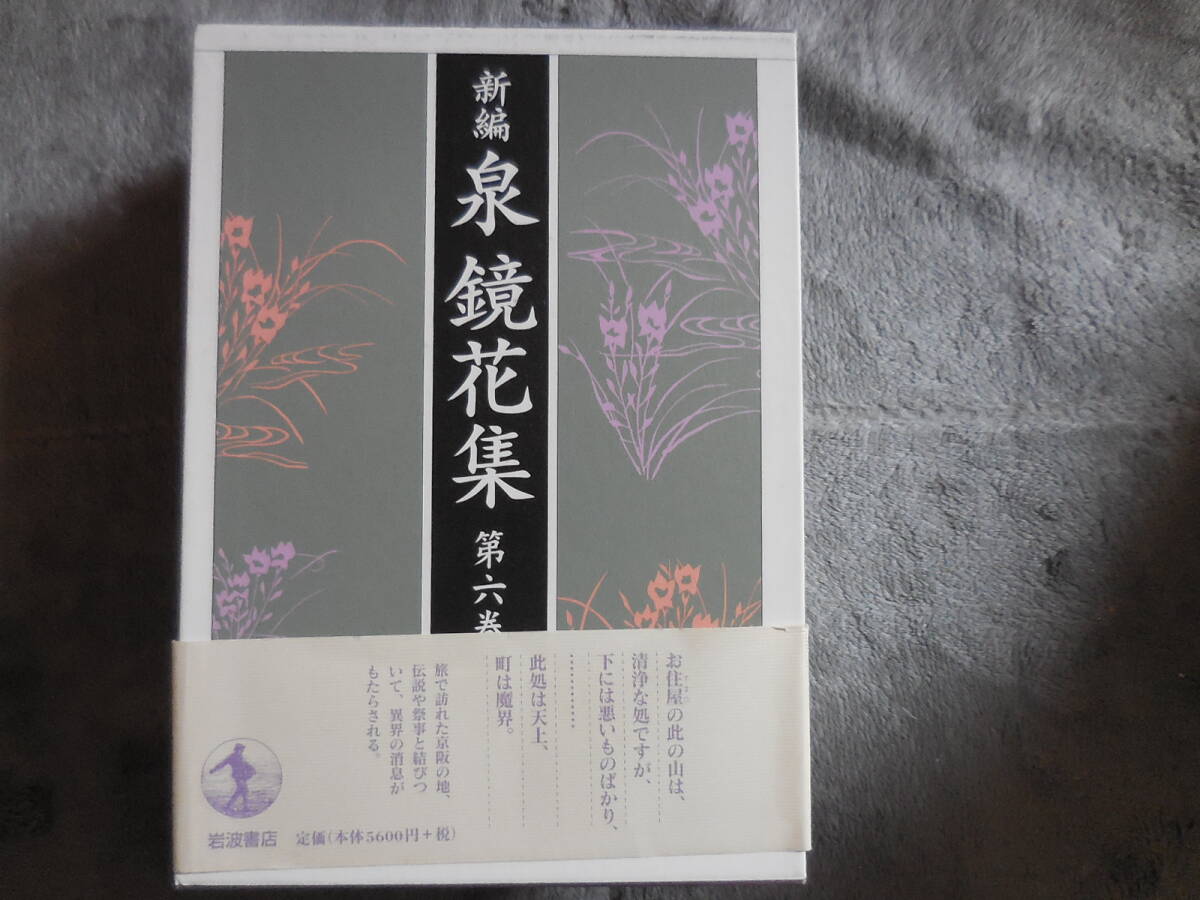 新編
泉鏡花集
第六巻
お住居の此の山は、
清浄な処ですが、
下には悪いものばかり、
…………
此処は天上、
町は魔界。
旅で訪れた京阪の地、
伝説や祭事と結びつ
いて、異界の消息が
もたらされる。
岩波書店
定価(本体5600円+税)